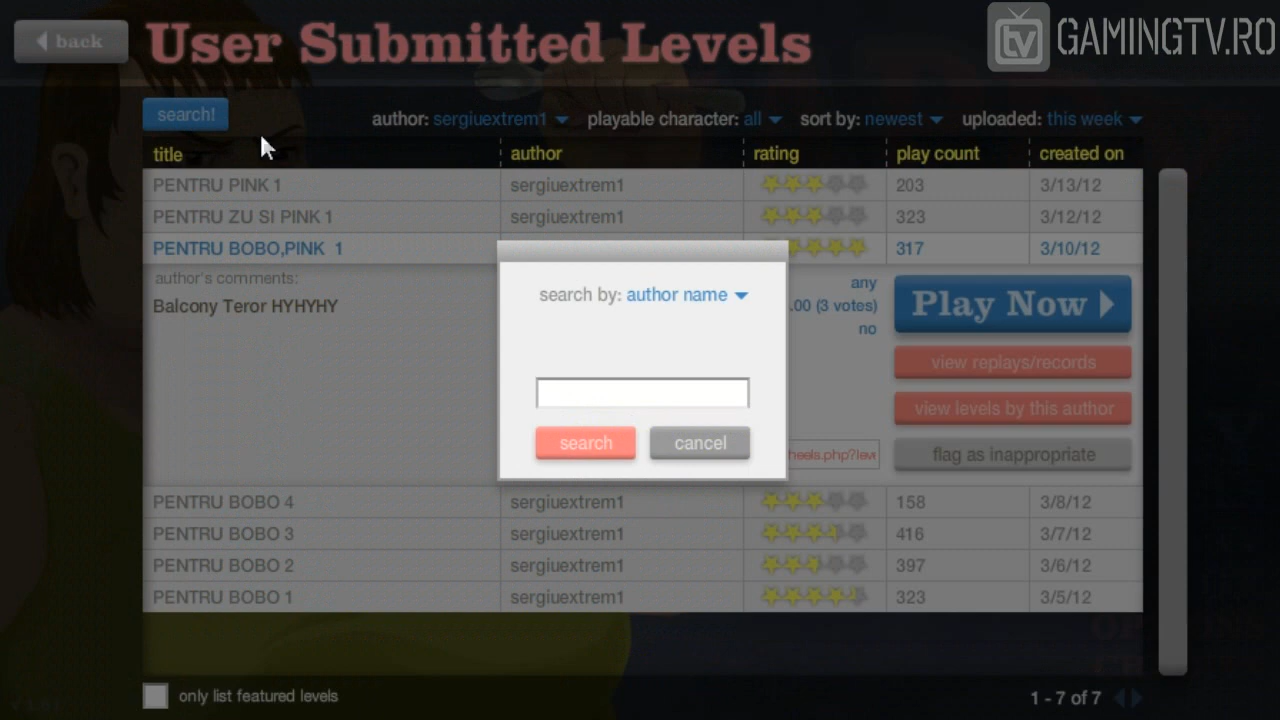 back
User Submitted Levels
GAMINGTV.RO
tv
search!
author: sergiuextrem1
playable character: all
sort by: newest
uploaded: this week
title author rating play count created on
PENTRU PINK 1 sergiuextrem1 203 3/13/12
PENTRU ZU SI PINK 1 sergiuextrem1 323 3/12/12
PENTRU BOBO,PINK 1 317 3/10/12
author's comments:
Balcony Teror HYHYHY
search by: author name
search
cancel
any
.00 (3 votes)
no
Play Now
view replays/records
view levels by this author
flag as inappropriate
heels.php?lev
PENTRU BOBO 4 sergiuextrem1 158 3/8/12
PENTRU BOBO 3 sergiuextrem1 416 3/7/12
PENTRU BOBO 2 sergiuextrem1 397 3/6/12
PENTRU BOBO 1 sergiuextrem1 323 3/5/12
only list featured levels
1 - 7 of 7